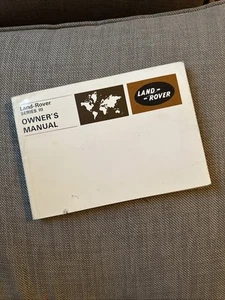 Land-Rover
SERIES III
OWNER'S
MANUAL
LAND-
-ROVER